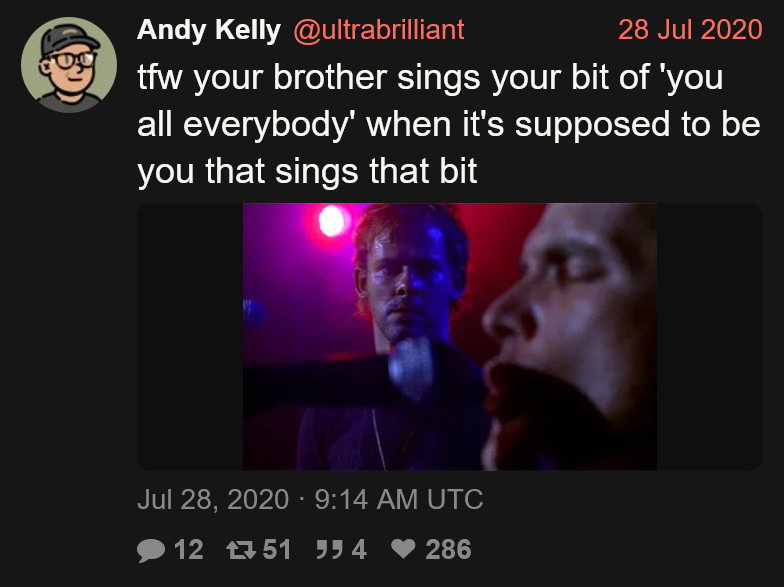 Andy Kelly @ultrabrilliant 28 Jul 2020
tfw your brother sings your bit of 'you
all everybody' when it's supposed to be
you that sings that bit
Jul 28, 2020 · 9:14 AM UTC
12 51 4 286